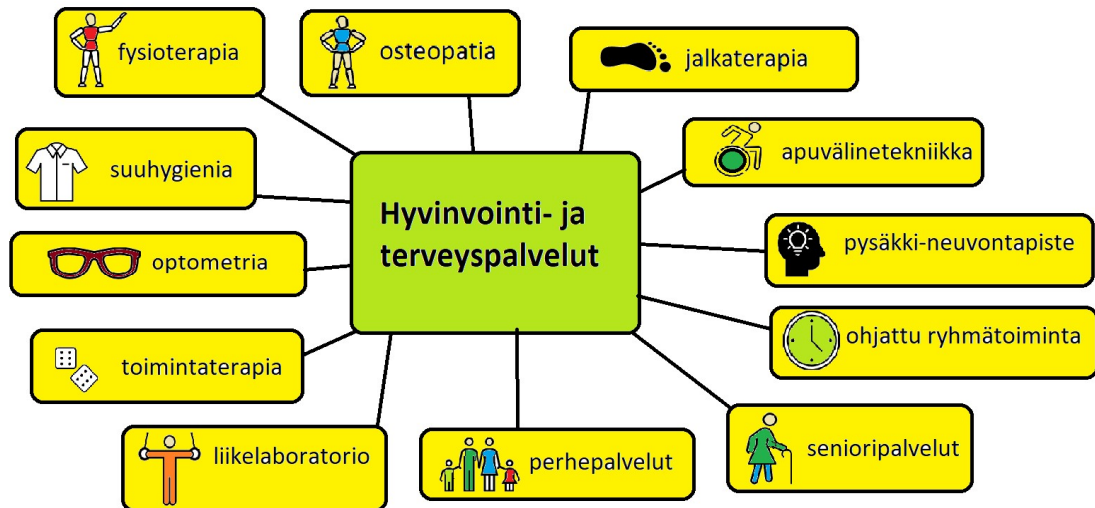 fysioterapia
osteopatia
jalkaterapia
apuvälinetekniikka
suuhygienia
Hyvinvointi- ja
terveyspalvelut
optometria
pysäkki-neuvontapiste
ohjattu ryhmätoiminta
toimintaterapia
liikelaboratorio
perhepalvelut
senioripalvelut